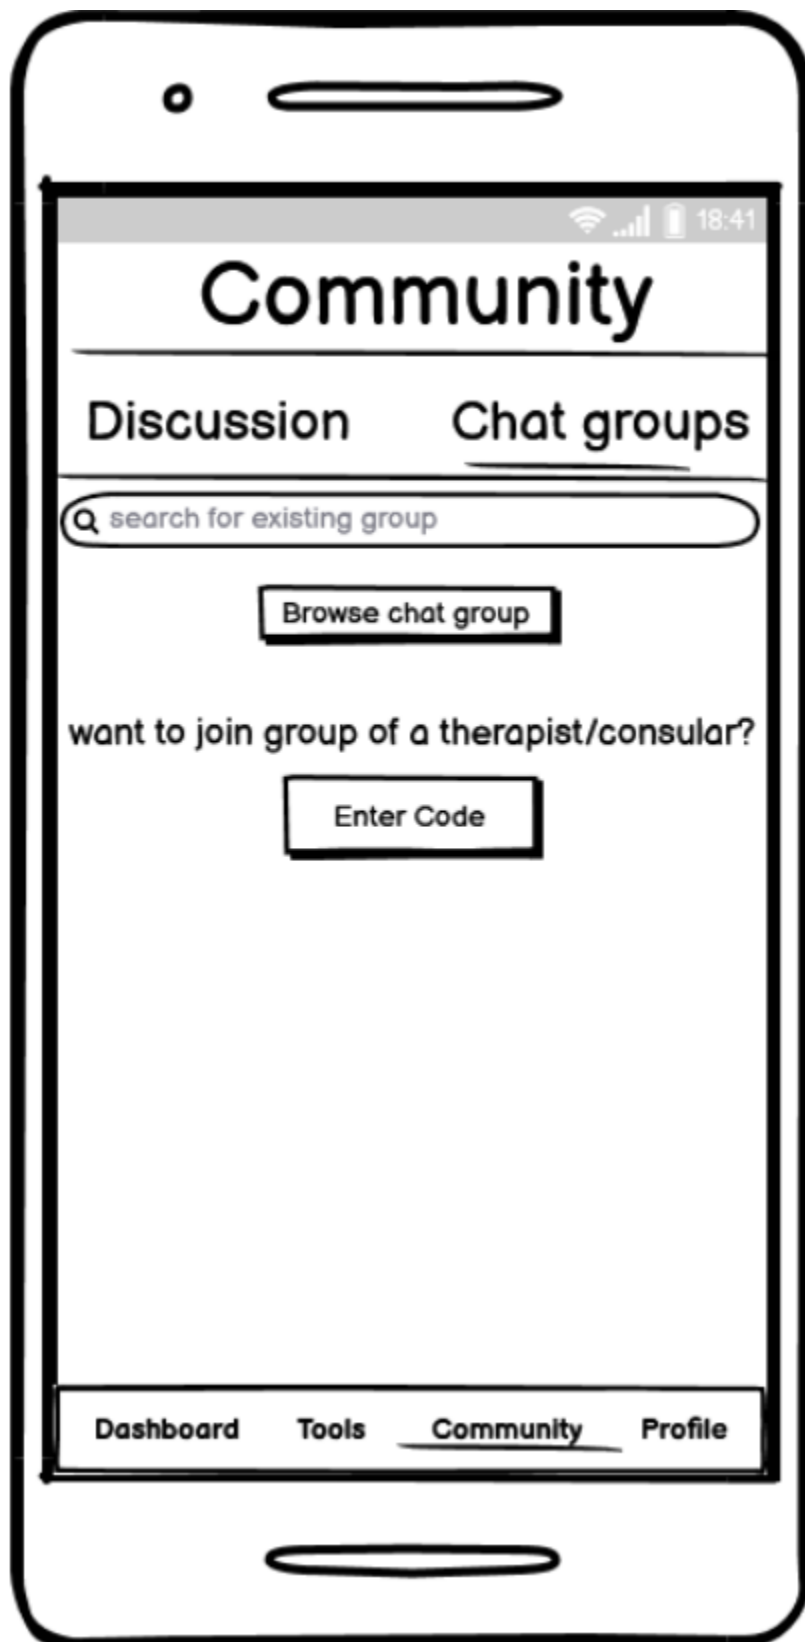 18:41
Community
Discussion Chat groups
search for existing group
Browse chat group
want to join group of a therapist/consular?
Enter Code
Dashboard Tools Community Profile